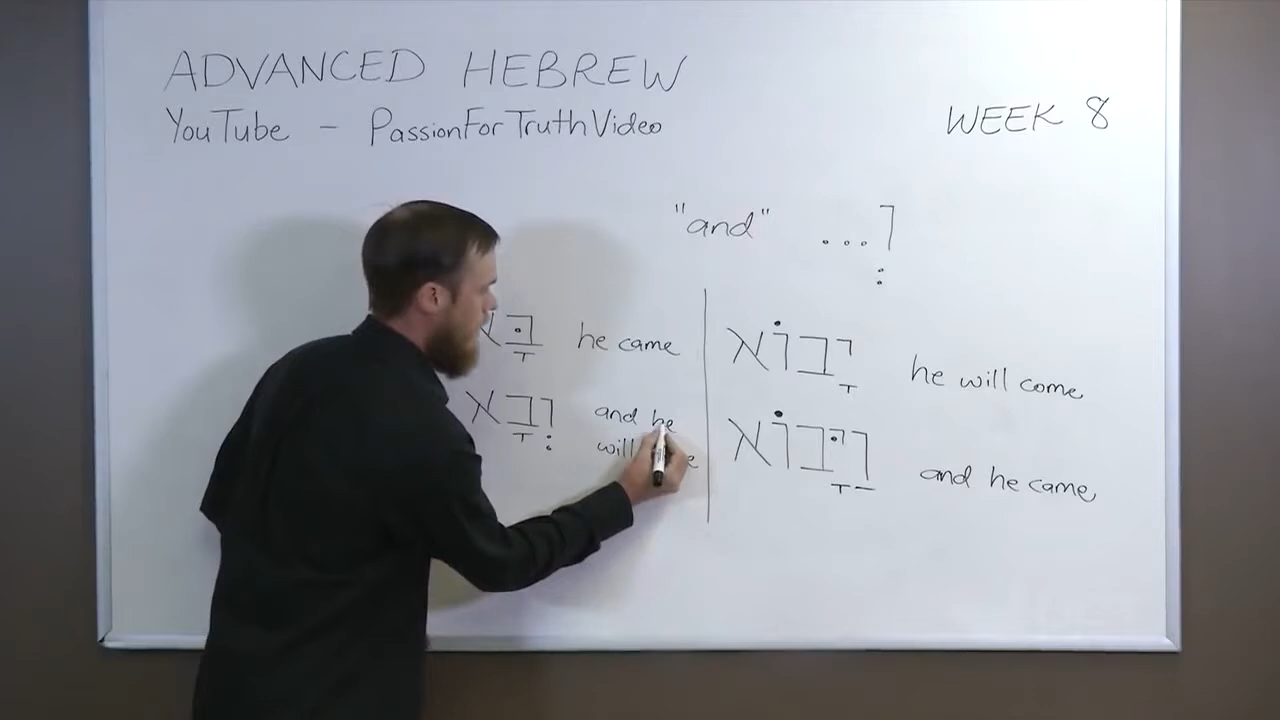 ADVANCED HEBREW
YouTube - PassionForTruthVideo
WEEK 8
"and" וְ...
בָּא he came
וְבָא and he
will
יָבוֹא he will come
וַיָּבוֹא and he came